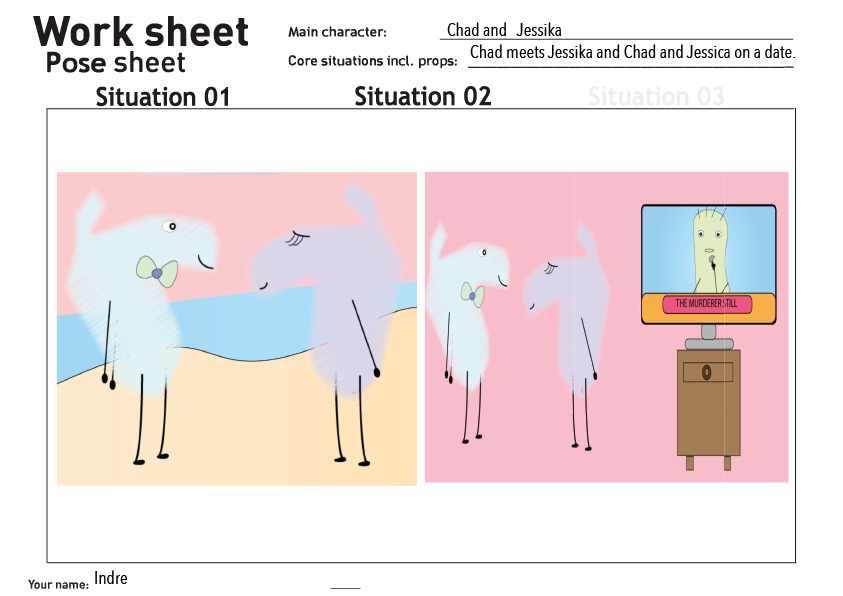 Work sheet
Pose sheet
Main character: Chad and Jessika
Core situations incl. props: Chad meets Jessika and Chad and Jessica on a date.
Situation 01 Situation 02 Situation 03
THE MURDERER STILL
Your name: Indre